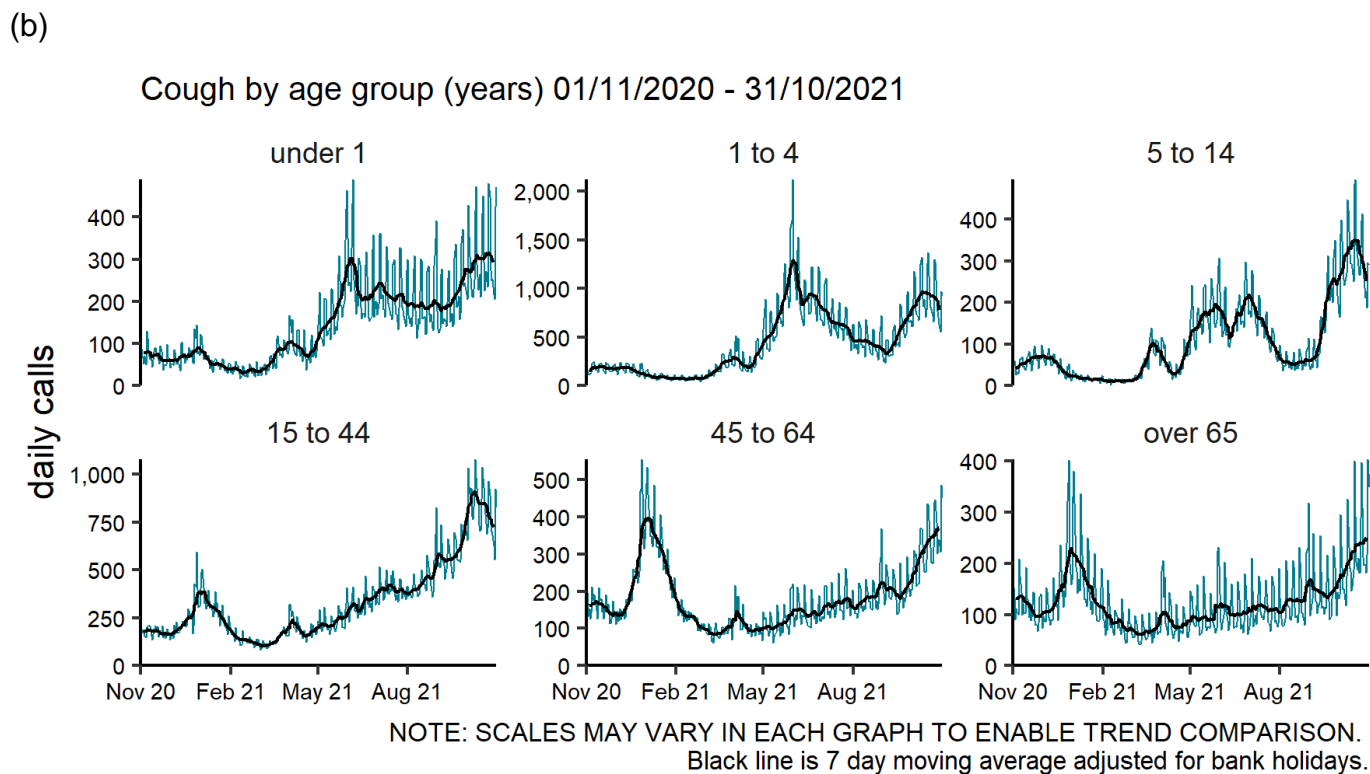 (b)
Cough by age group (years) 01/11/2020 - 31/10/2021
under 1
1 to 4
5 to 14
400
300
200
100
0
2,000
1,500
1,000
500
0
400
300
200
100
0
daily calls
15 to 44
45 to 64
over 65
1,000
750
500
250
0
500
400
300
200
100
0
400
300
200
100
0
Nov 20 Feb 21 May 21 Aug 21
Nov 20 Feb 21 May 21 Aug 21
Nov 20 Feb 21 May 21 Aug 21
NOTE: SCALES MAY VARY IN EACH GRAPH TO ENABLE TREND COMPARISON.
Black line is 7 day moving average adjusted for bank holidays.